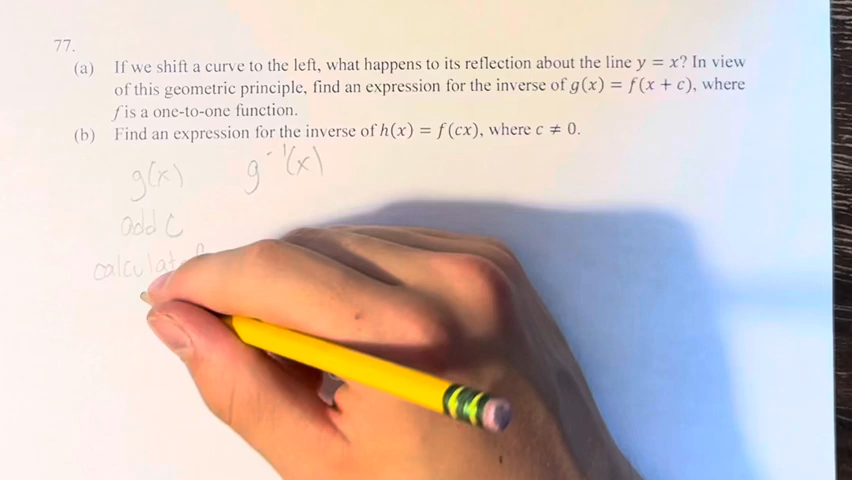 77.
(a) If we shift a curve to the left, what happens to its reflection about the line y = x? In view
of this geometric principle, find an expression for the inverse of g(x) = f(x + c), where
f is a one-to-one function.
(b) Find an expression for the inverse of h(x) = f(cx), where c ≠ 0.
g(x) g⁻¹(x)
add C